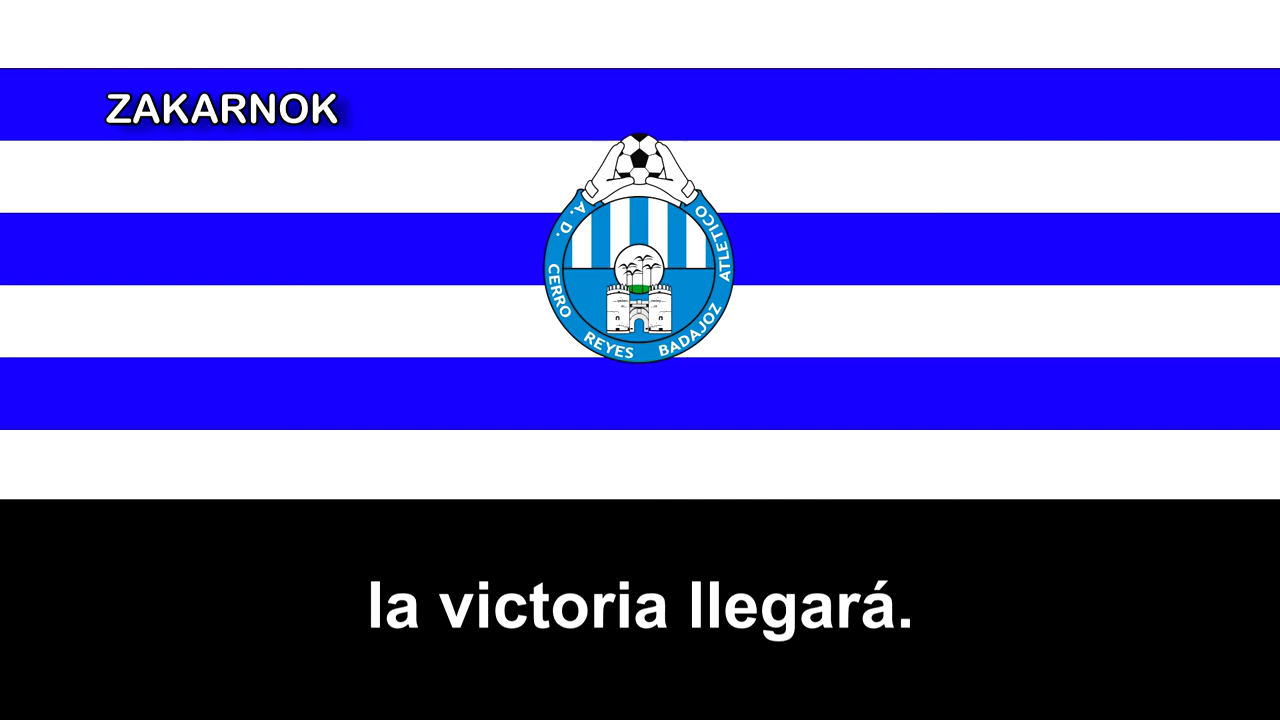 ZAKARNOK
A. D. CERRO REYES BADAJOZ ATLETICO
la victoria llegará.